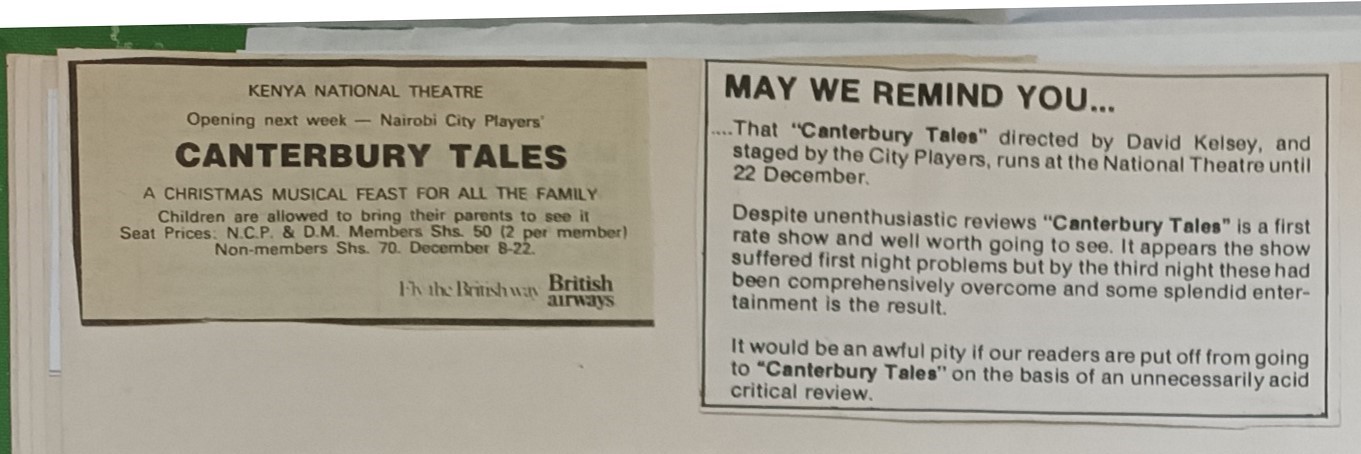 KENYA NATIONAL THEATRE
Opening next week — Nairobi City Players'
CANTERBURY TALES
A CHRISTMAS MUSICAL FEAST FOR ALL THE FAMILY
Children are allowed to bring their parents to see it
Seat Prices: N.C.P. & D.M. Members Shs. 50 (2 per member)
Non-members Shs. 70. December 8-22.
Fly the British way British
airways
MAY WE REMIND YOU...
....That "Canterbury Tales" directed by David Kelsey, and
staged by the City Players, runs at the National Theatre until
22 December.
Despite unenthusiastic reviews "Canterbury Tales" is a first
rate show and well worth going to see. It appears the show
suffered first night problems but by the third night these had
been comprehensively overcome and some splendid enter-
tainment is the result.
It would be an awful pity if our readers are put off from going
to "Canterbury Tales" on the basis of an unnecessarily acid
critical review.